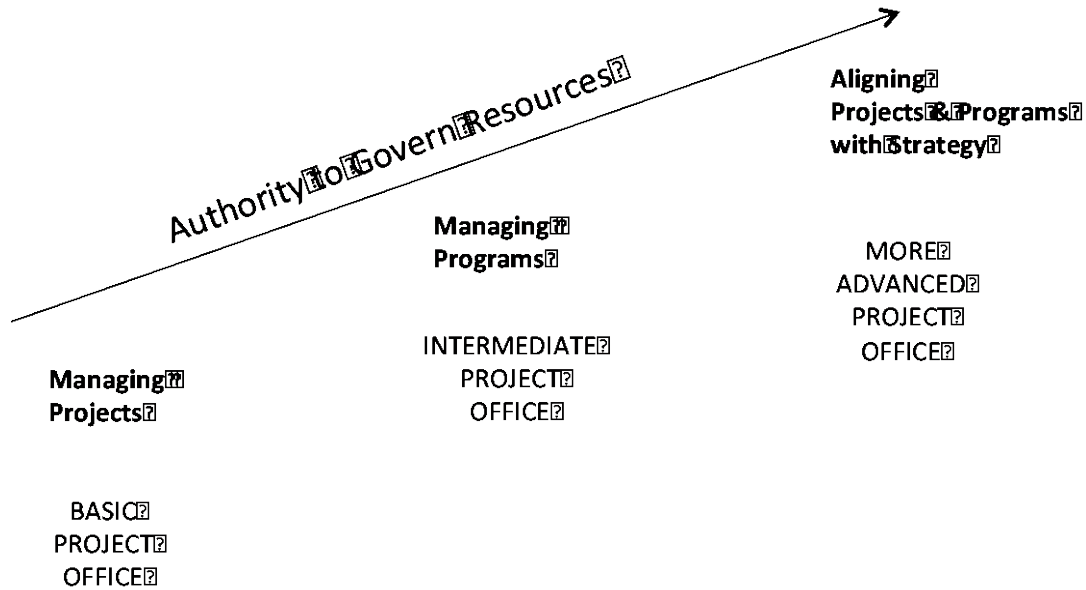 Authority to Govern Resources
Aligning
Projects & Programs
with Strategy
Managing
Programs
MORE
ADVANCED
PROJECT
OFFICE
INTERMEDIATE
PROJECT
OFFICE
Managing
Projects
BASIC
PROJECT
OFFICE